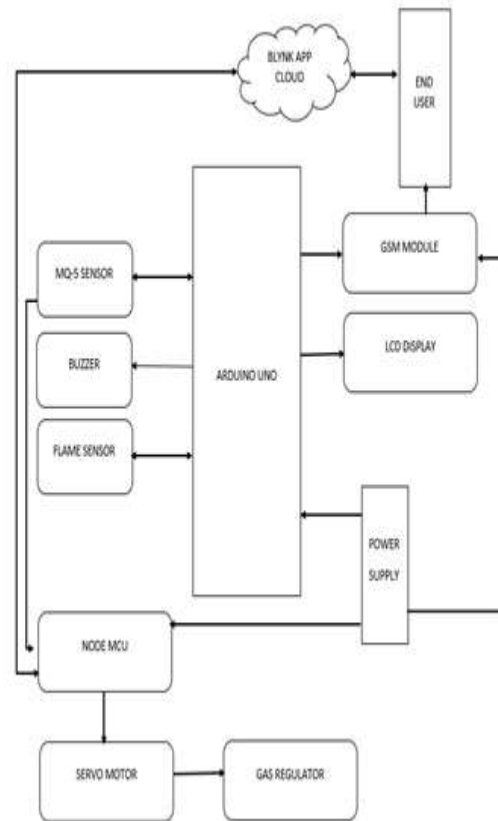 BLYNK APP
CLOUD
END
USER
GSM MODULE
MQ-5 SENSOR
LCD DISPLAY
BUZZER
ARDUINO UNO
FLAME SENSOR
POWER
SUPPLY
NODE MCU
SERVO MOTOR
GAS REGULATOR